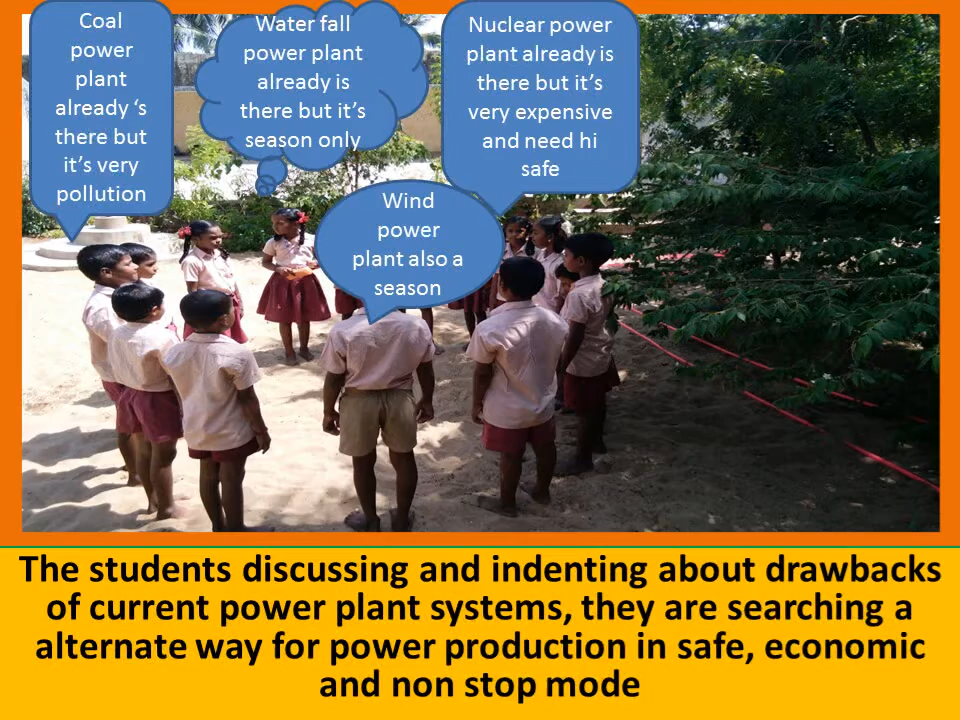 Coal
power
plant
already ‘s
there but
it’s very
pollution
Water fall
power plant
already is
there but it’s
season only
Nuclear power
plant already is
there but it’s
very expensive
and need hi
safe
Wind
power
plant also a
season
The students discussing and indenting about drawbacks
of current power plant systems, they are searching a
alternate way for power production in safe, economic
and non stop mode